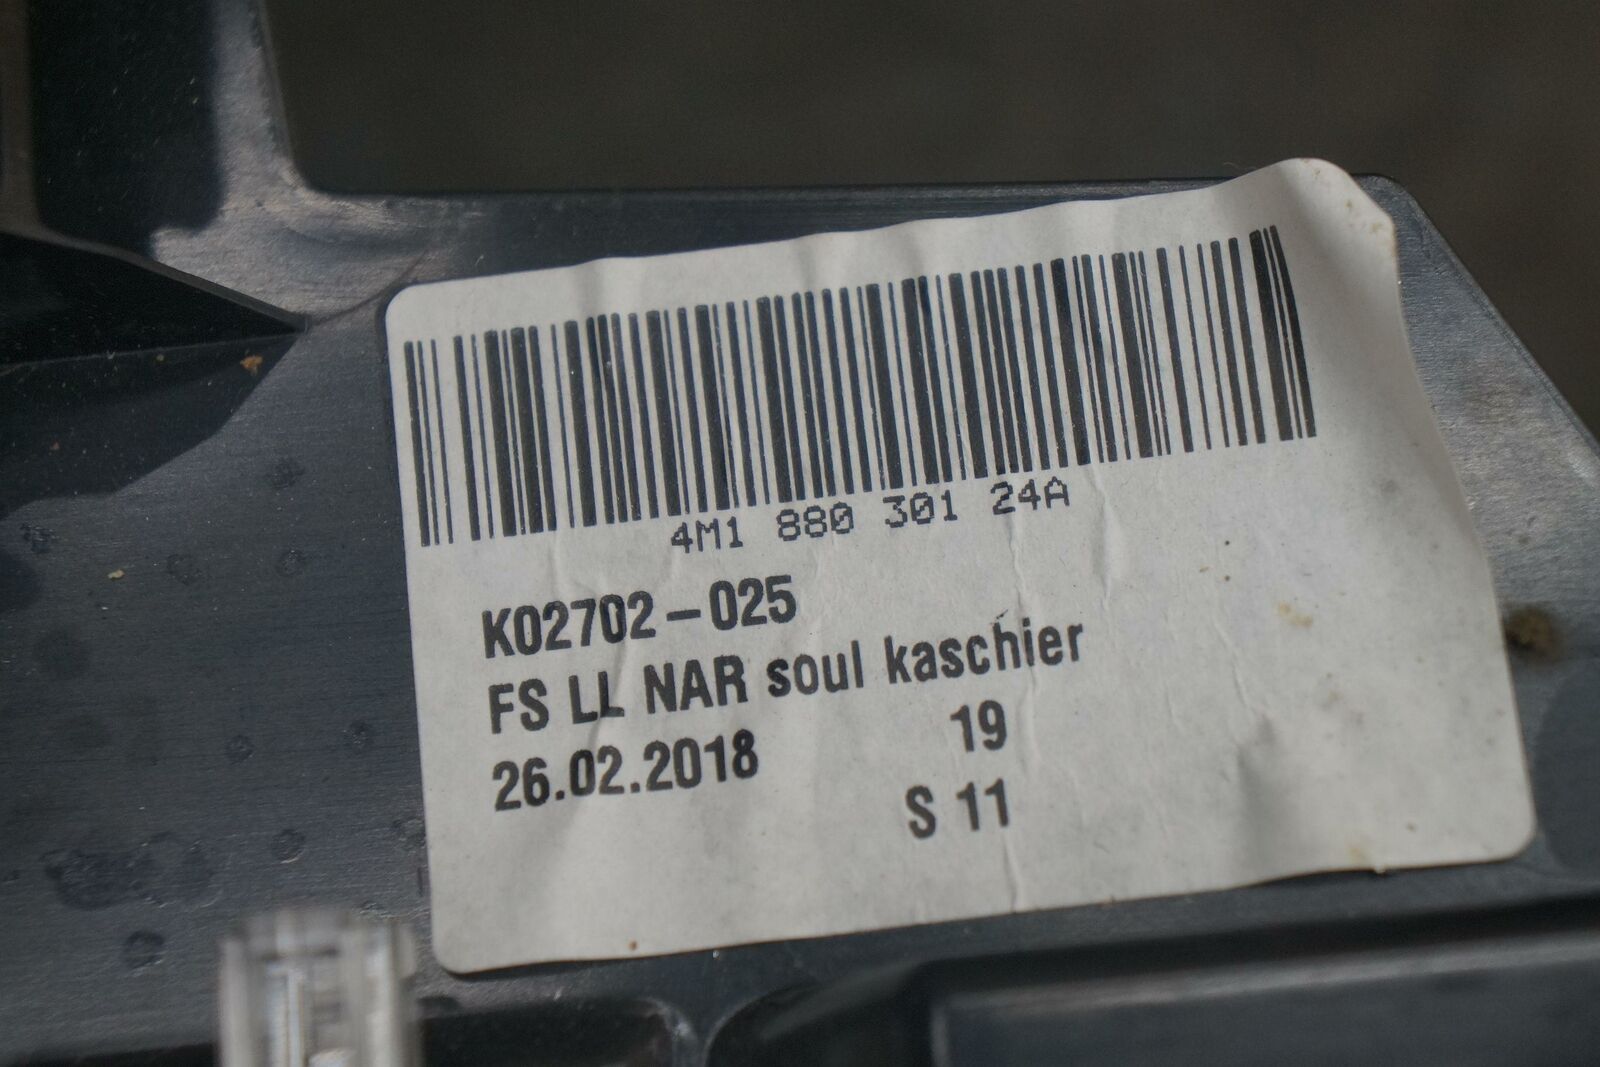 4M1 880 301 24A
K02702-025
FS LL NAR soul kaschier
26.02.2018 19
S 11